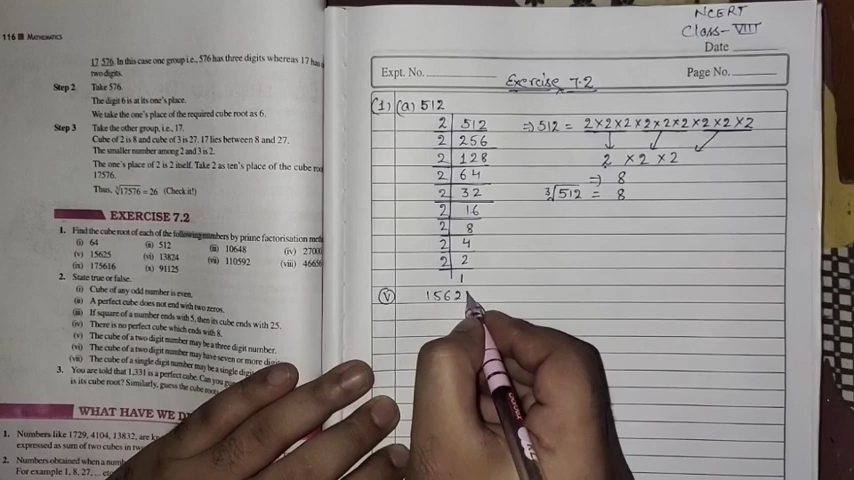 116 ■ MATHEMATICS
17 576. In this case one group i.e., 576 has three digits whereas 17 has
two digits.
Step 2 Take 576.
The digit 6 is at its one's place.
We take the one's place of the required cube root as 6.
Step 3 Take the other group, i.e., 17.
Cube of 2 is 8 and cube of 3 is 27. 17 lies between 8 and 27.
The smaller number among 2 and 3 is 2.
The one's place of 2 is 2 itself. Take 2 as ten's place of the cube
17576.
Thus, ∛17576 = 26 (Check it!)
EXERCISE 7.2
1. Find the cube root of each of the following numbers by prime factorisation
(i) 64 (ii) 512 (iii) 10648 (iv) 27000
(v) 15625 (vi) 13824 (vii) 110592 (viii) 46656
(ix) 175616 (x) 91125
2. State true or false.
(i) Cube of any odd number is even.
(ii) A perfect cube does not end with two zeros.
(iii) If square of a number ends with 5, then its cube ends with 25.
(iv) There is no perfect cube which ends with 8.
(v) The cube of a two digit number may be a three digit number.
(vi) The cube of a two digit number may have seven or more
(vii) The cube of a single digit number may be a single
3. You are told that 1,331 is a perfect cube. Can you
is its cube root? Similarly, guess the cube
WHAT HAVE WE
1. Numbers like 1729, 4104, 13832, are
expressed as sum of two cubes in
2. Numbers obtained when a
For example 1, 8, 27, ...
NCERT
Class-VIII
Date
Expt. No. Page No.
Exercise 7.2
(1) (a) 512
2 512 ⇒ 512 = 2×2×2×2×2×2×2×2×2
2 256
2 128 2 ×2 ×2
2 64 ⇒ 8
2 32 ∛512 = 8
2 16
2 8
2 4
2 2
1
(V) 1562